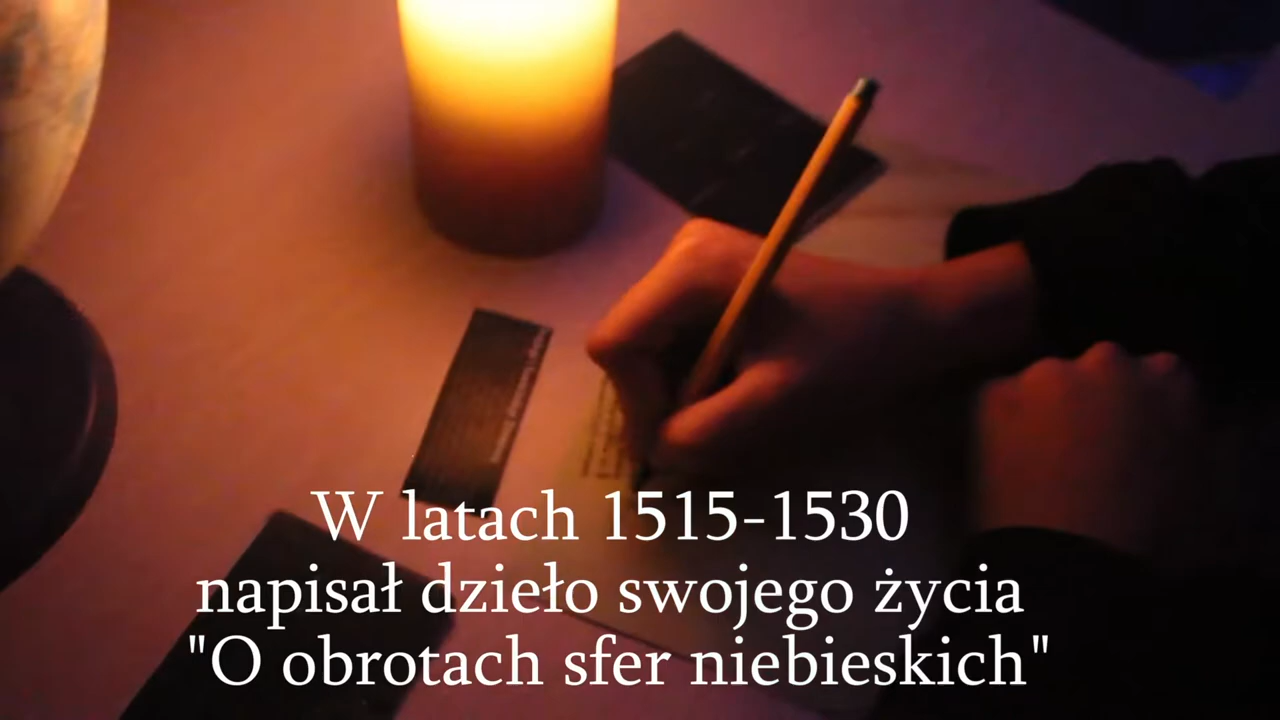 W latach 1515-1530
napisał dzieło swojego życia
"O obrotach sfer niebieskich"